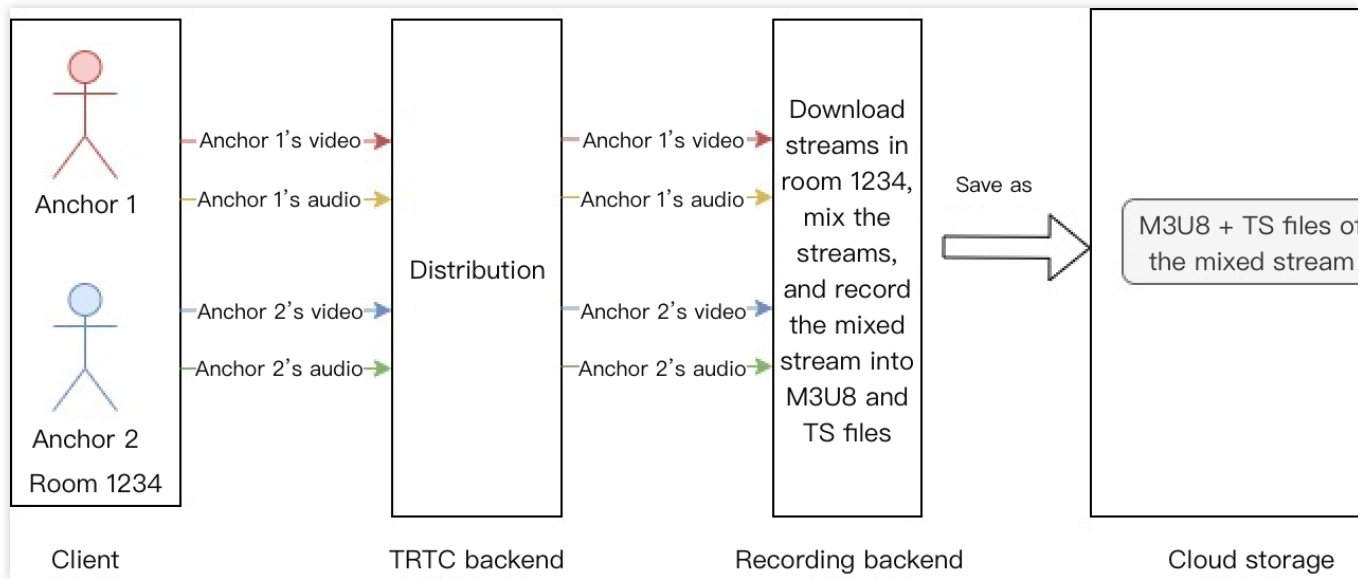 Anchor 1
Anchor 2
Room 1234
Client
Anchor 1's video
Anchor 1's audio
Anchor 2's video
Anchor 2's audio
Distribution
TRTC backend
Anchor 1's video
Anchor 1's audio
Anchor 2's video
Anchor 2's audio
Download
streams in
room 1234,
mix the
streams,
and record
the mixed
stream into
M3U8 and
TS files
Recording backend
Save as
M3U8 + TS files of
the mixed stream
Cloud storage